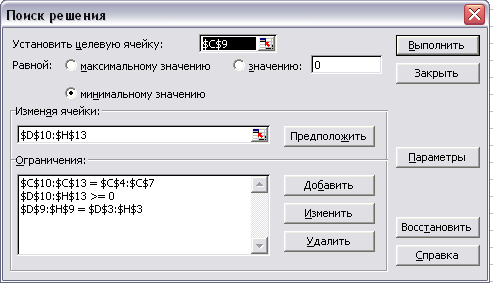 Поиск решения
Установить целевую ячейку: $C$9 Выполнить
Равной: максимальному значению значению: 0 Закрыть
минимальному значению
Изменяя ячейки:
$D$10:$H$13 Предположить
Ограничения: Параметры
$C$10:$C$13 = $C$4:$C$7 Добавить
$D$10:$H$13 >= 0
$D$9:$H$9 = $D$3:$H$3 Изменить
Восстановить
Удалить
Справка